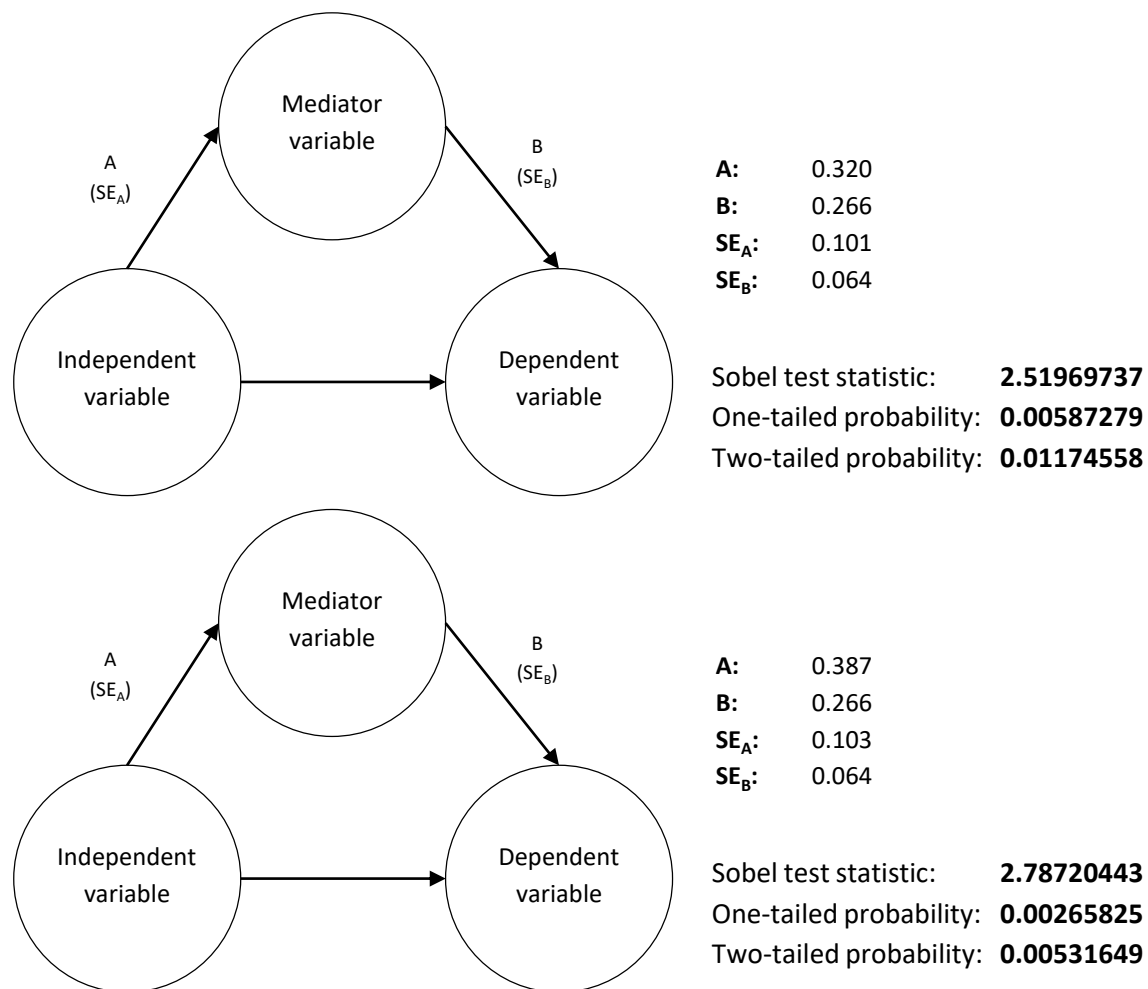 Mediator
variable
A
(SE_A)
B
(SE_B)
Independent
variable
Dependent
variable
A: 0.320
B: 0.266
SE_A: 0.101
SE_B: 0.064
Sobel test statistic: 2.51969737
One-tailed probability: 0.00587279
Two-tailed probability: 0.01174558
Mediator
variable
A
(SE_A)
B
(SE_B)
Independent
variable
Dependent
variable
A: 0.387
B: 0.266
SE_A: 0.103
SE_B: 0.064
Sobel test statistic: 2.78720443
One-tailed probability: 0.00265825
Two-tailed probability: 0.00531649